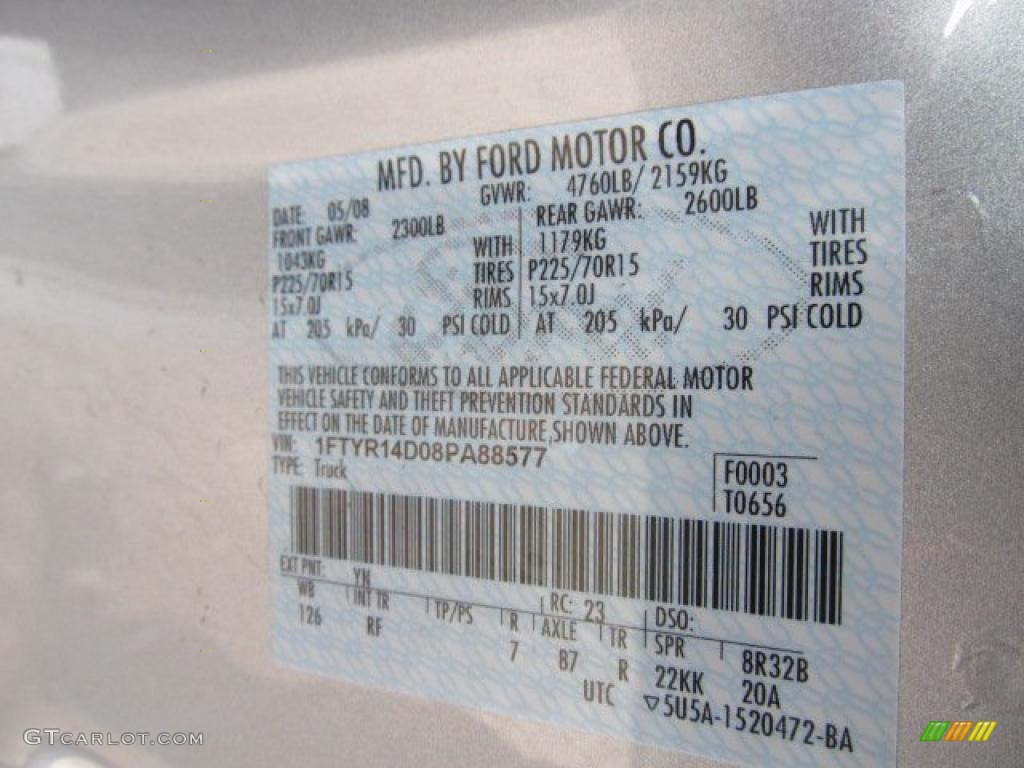 MFD. BY FORD MOTOR CO.
DATE: 05/08 GVWR: 4760LB/ 2159KG
FRONT GAWR: 2300LB REAR GAWR: 2600LB
1043KG WITH 1179KG WITH
P225/70R15 TIRES P225/70R15 TIRES
15x7.0J RIMS 15x7.0J RIMS
AT 205 kPa/ 30 PSI COLD AT 205 kPa/ 30 PSI COLD
THIS VEHICLE CONFORMS TO ALL APPLICABLE FEDERAL MOTOR
VEHICLE SAFETY AND THEFT PREVENTION STANDARDS IN
EFFECT ON THE DATE OF MANUFACTURE,SHOWN ABOVE.
VIN: 1FTYR14D08PA88577
TYPE: Truck
F0003
T0656
EXT PNT: YN RC: 23 DSO:
WB INT TR TP/PS R AXLE TR SPR
126 RF 7 87 R 22KK 8R32B
UTC 20A
▽5U5A-1520472-BA
GTCARLOT.COM